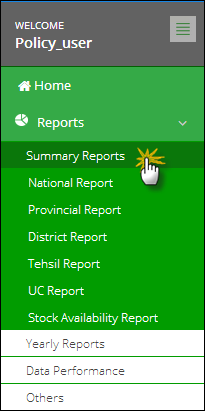 WELCOME
Policy_user
Home
Reports
Summary Reports
National Report
Provincial Report
District Report
Tehsil Report
UC Report
Stock Availability Report
Yearly Reports
Data Performance
Others